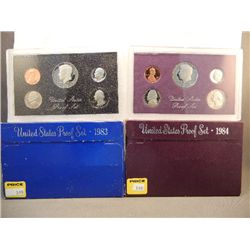 United States
Proof Set
United States
Proof Set
United States Proof Set - 1983
United States Proof Set - 1984
PRICE
PRICE